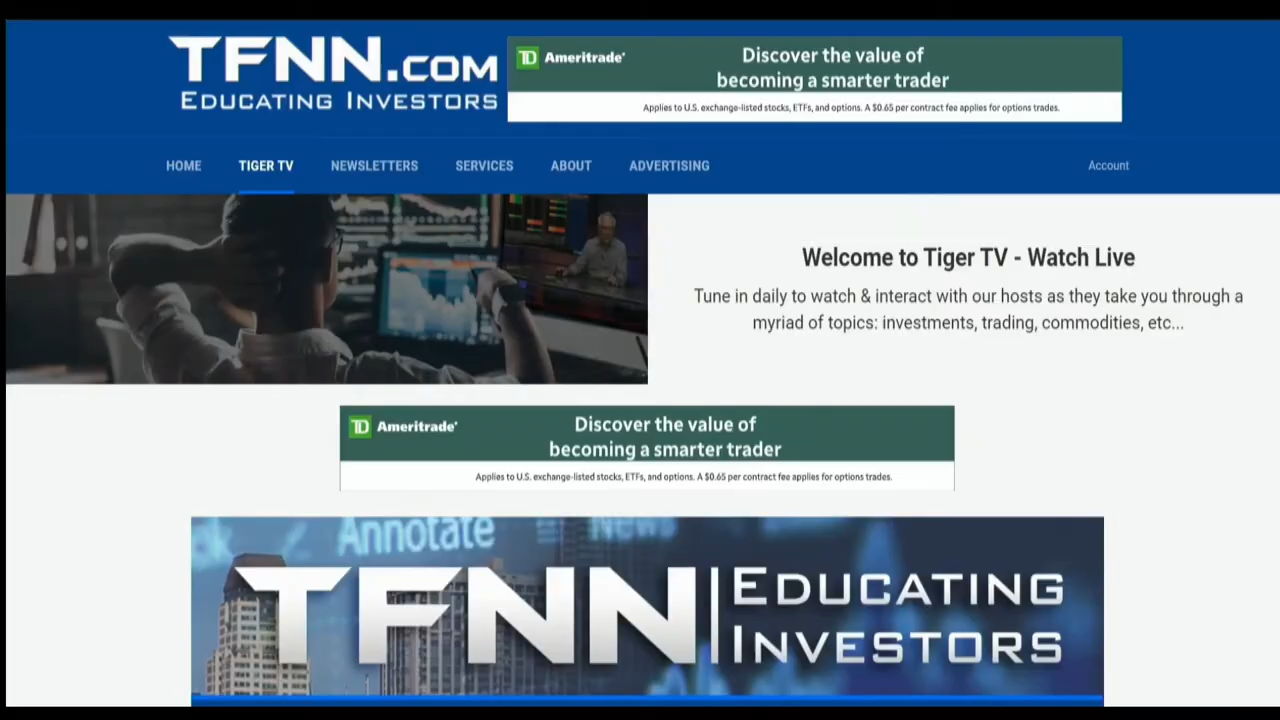 TFNN.COM
EDUCATING INVESTORS
TD Ameritrade
Discover the value of
becoming a smarter trader
Applies to U.S. exchange-listed stocks, ETFs, and options. A $0.65 per contract fee applies for options trades.
HOME TIGER TV NEWSLETTERS SERVICES ABOUT ADVERTISING Account
Welcome to Tiger TV - Watch Live
Tune in daily to watch & interact with our hosts as they take you through a
myriad of topics: investments, trading, commodities, etc...
TD Ameritrade
Discover the value of
becoming a smarter trader
Applies to U.S. exchange-listed stocks, ETFs, and options. A $0.65 per contract fee applies for options trades.
Annotate News
TFNN
EDUCATING
INVESTORS